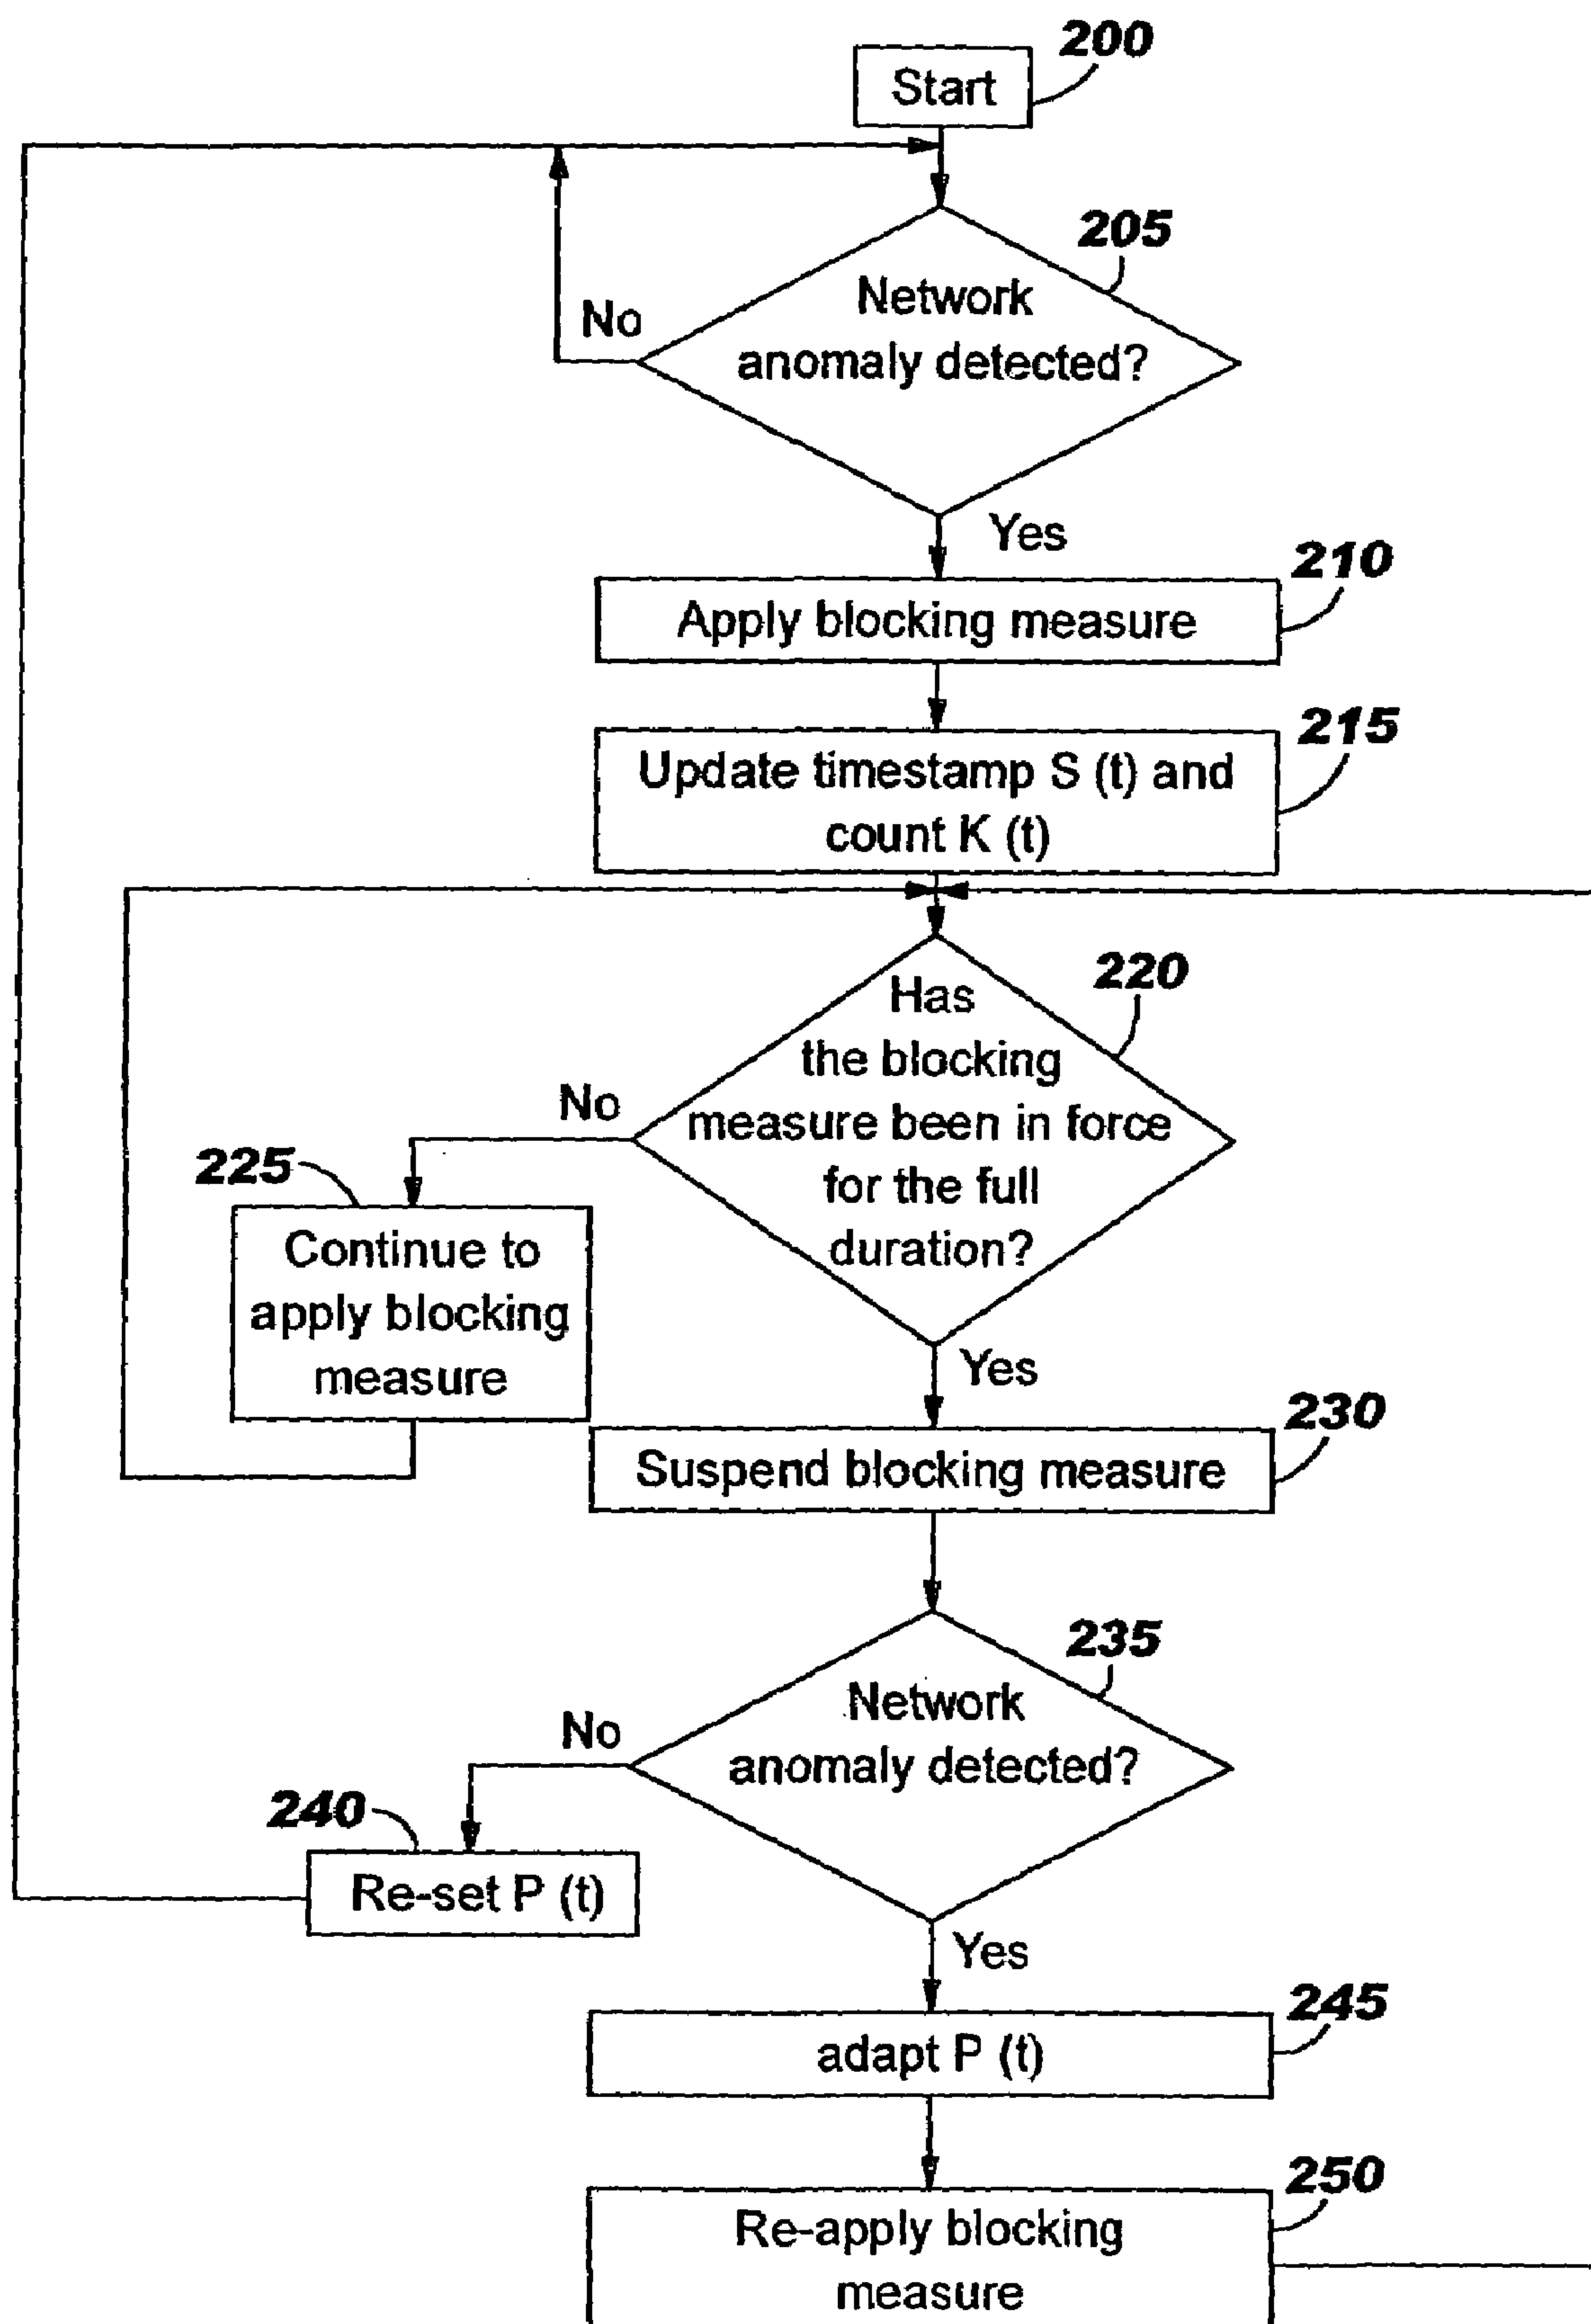 Start
200
205
Network
anomaly detected?
No
Yes
210
Apply blocking measure
215
Update timestamp S (t) and
count K (t)
220
Has
the blocking
measure been in force
for the full
duration?
No
225
Continue to
apply blocking
measure
Yes
230
Suspend blocking measure
235
Network
anomaly detected?
No
240
Re-set P (t)
Yes
245
adapt P (t)
250
Re-apply blocking
measure